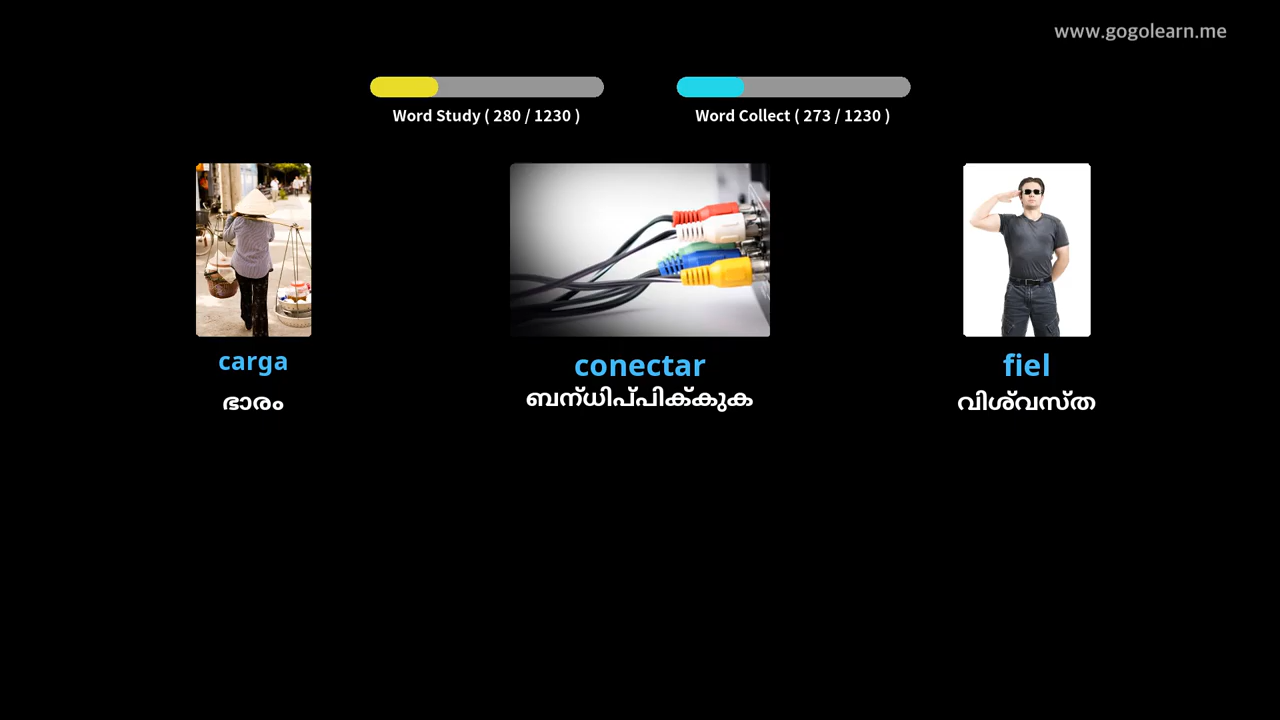 www.gogolearn.me
Word Study ( 280 / 1230 )
Word Collect ( 273 / 1230 )
carga
conectar
fiel
ഭാരം
ബന്ധിപ്പിക്കുക
വിശ്വസ്ത